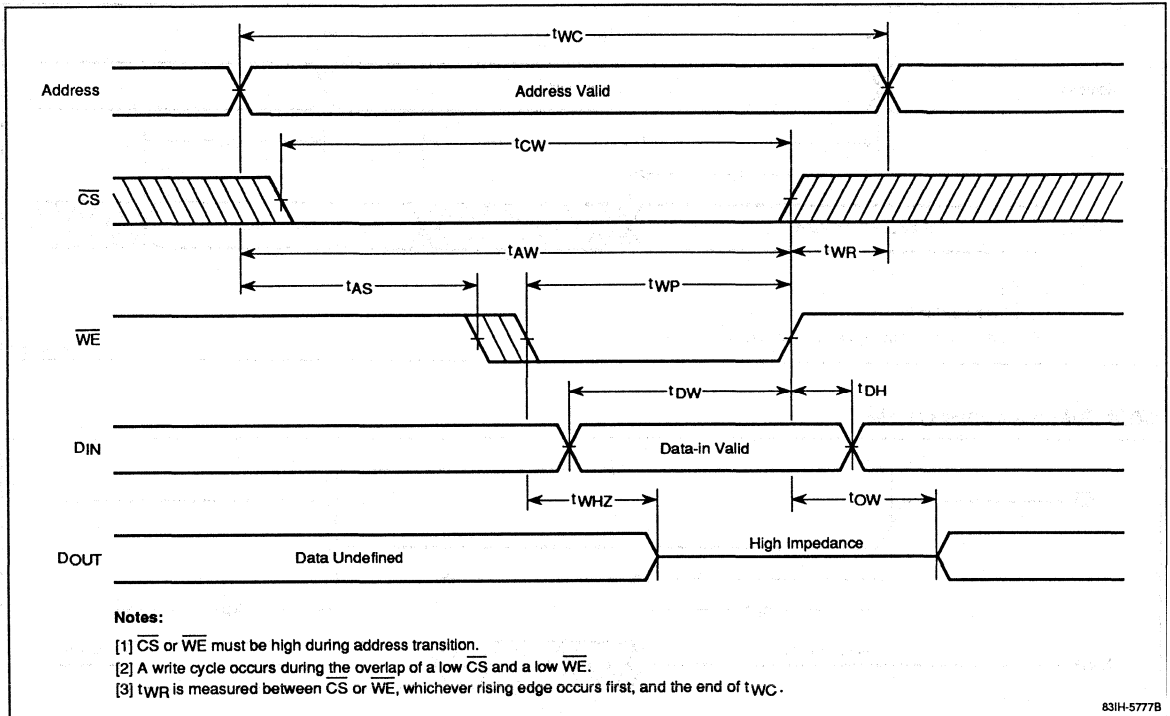 tWC
Address
Address Valid
tCW
CS
tAW
tWR
tAS
tWP
WE
tDW
tDH
DIN
Data-in Valid
tWHZ
tOW
DOUT
Data Undefined
High Impedance
Notes:
[1] CS or WE must be high during address transition.
[2] A write cycle occurs during the overlap of a low CS and a low WE.
[3] tWR is measured between CS or WE, whichever rising edge occurs first, and the end of tWC.
83IH-5777B